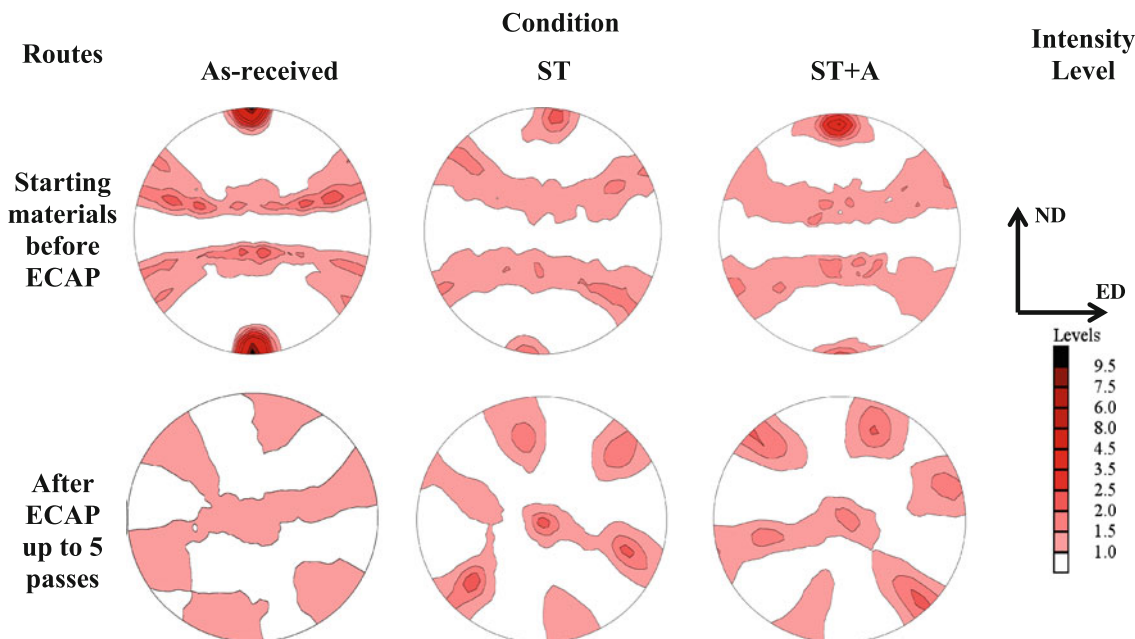 Condition
Routes
As-received
ST
ST+A
Intensity
Level
Starting
materials
before
ECAP
ND
ED
Levels
9.5
7.5
6.0
8.0
4.5
3.5
2.5
2.0
1.5
1.0
After
ECAP
up to 5
passes